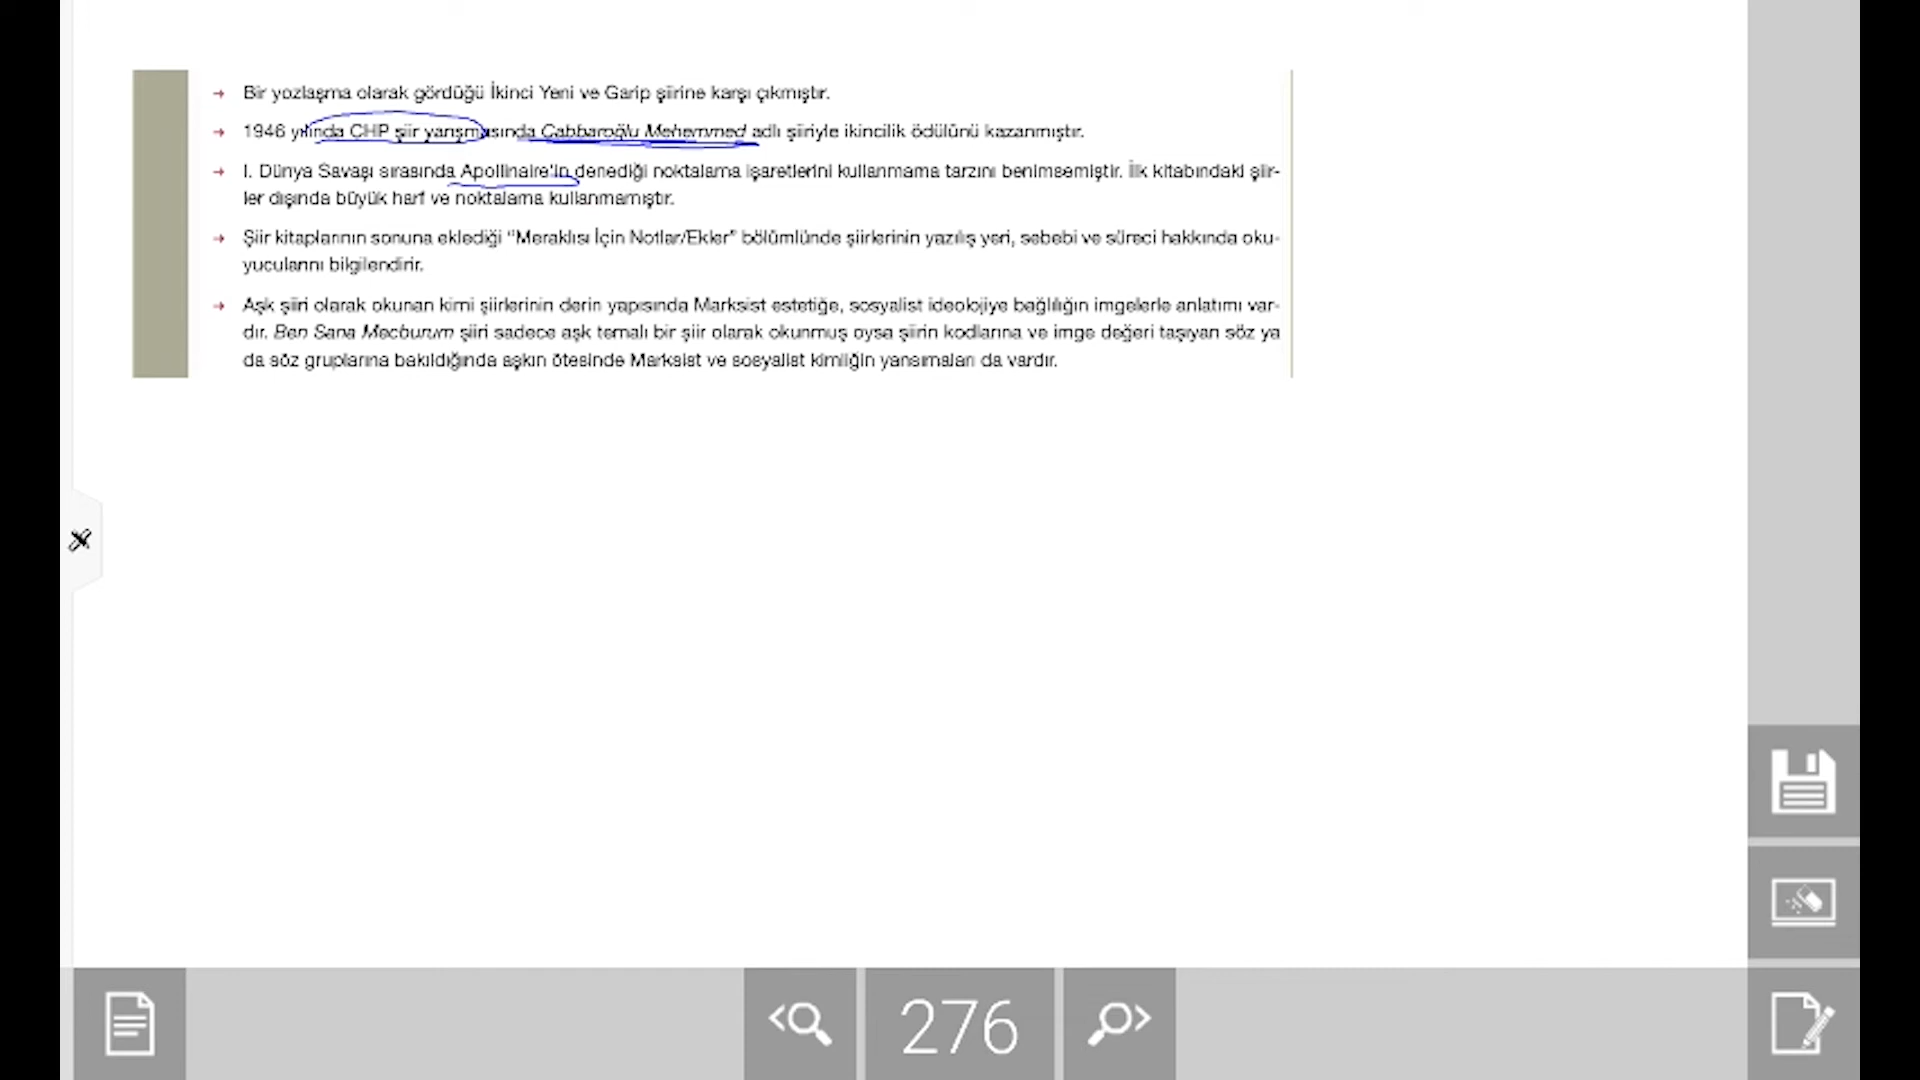 → Bir yozlaşma olarak gördüğü İkinci Yeni ve Garip şiirine karşı çıkmıştır.
→ 1946 yılında CHP şiir yarışmasında Cabbaroğlu Mehemmed adlı şiiriyle ikincilik ödülünü kazanmıştır.
→ I. Dünya Savaşı sırasında Apollinaire'in denediği noktalama işaretlerini kullanmama tarzını benimsemiştir. İlk kitabındaki şiir-
ler dışında büyük harf ve noktalama kullanmamıştır.
→ Şiir kitaplarının sonuna eklediği “Meraklısı İçin Notlar/Ekler” bölümlünde şiirlerinin yazılış yeri, sebebi ve süreci hakkında oku-
yucularını bilgilendirir.
→ Aşk şiiri olarak okunan kimi şiirlerinin derin yapısında Marksist estetiğe, sosyalist ideolojiye bağlılığın imgelerle anlatımı var-
dır. Ben Sana Mecburum şiiri sadece aşk temalı bir şiir olarak okunmuş oysa şiirin kodlarına ve imge değeri taşıyan söz ya
da söz gruplarına bakıldığında aşkın ötesinde Marksist ve sosyalist kimliğin yansımaları da vardır.
276